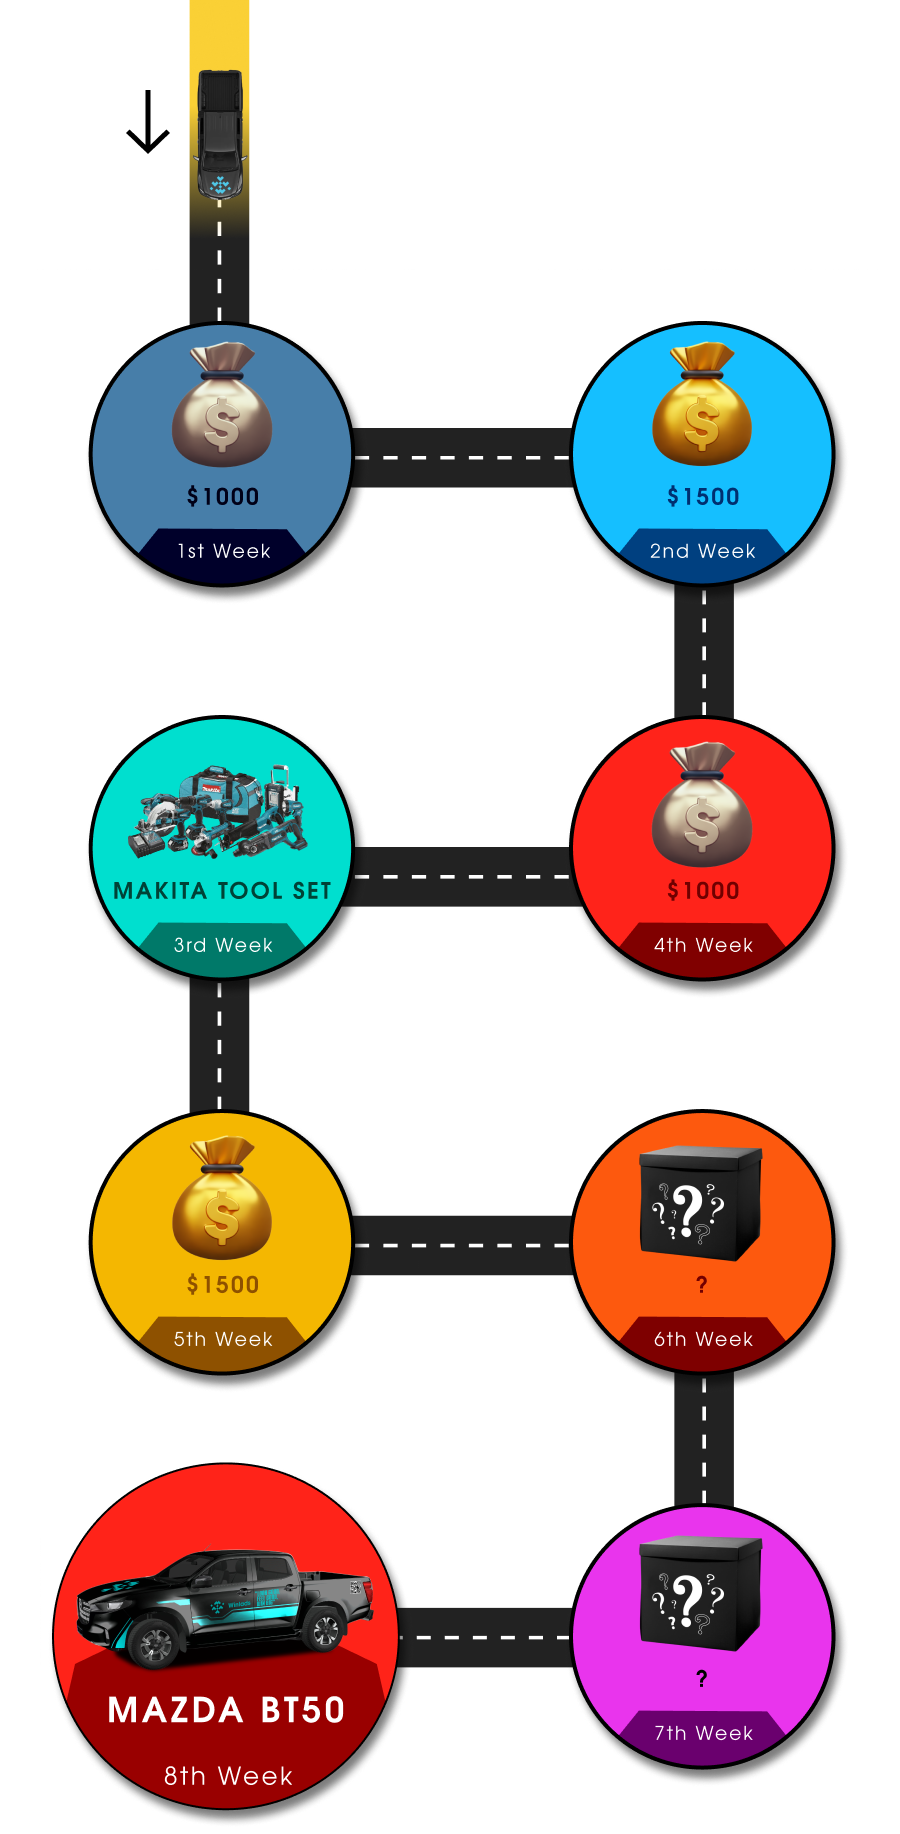 $1000
1st Week
$1500
2nd Week
Makita
MAKITA TOOL SET
3rd Week
$1000
4th Week
$1500
5th Week
?
6th Week
?
7th Week
MAZDA BT50
8th Week